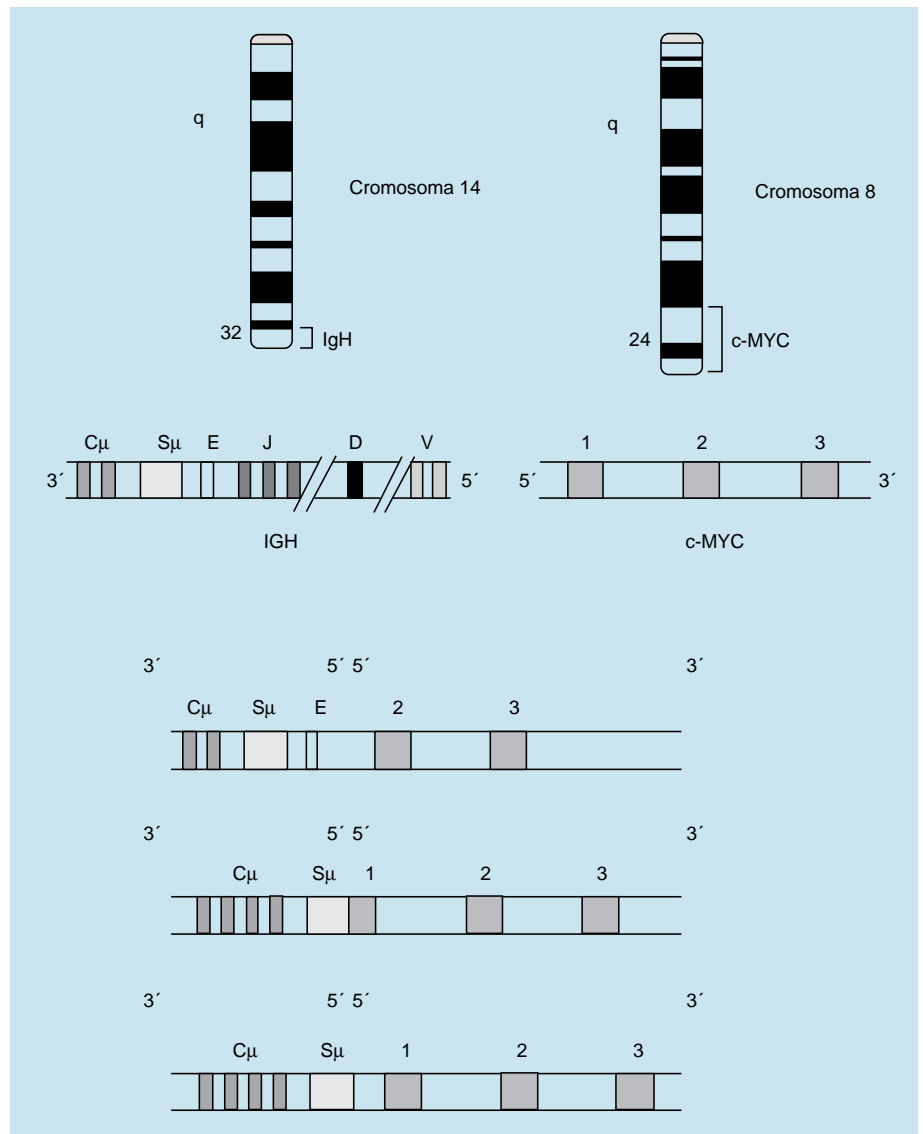 q
q
Cromosoma 14
Cromosoma 8
32
IgH
24
c-MYC
Cμ Sμ E J D V
3´ 5´
IGH
1 2 3
5´ 3´
c-MYC
3´ 5´ 5´ 3´
Cμ Sμ E 2 3
3´ 5´ 5´ 3´
Cμ Sμ 1 2 3
3´ 5´ 5´ 3´
Cμ Sμ 1 2 3